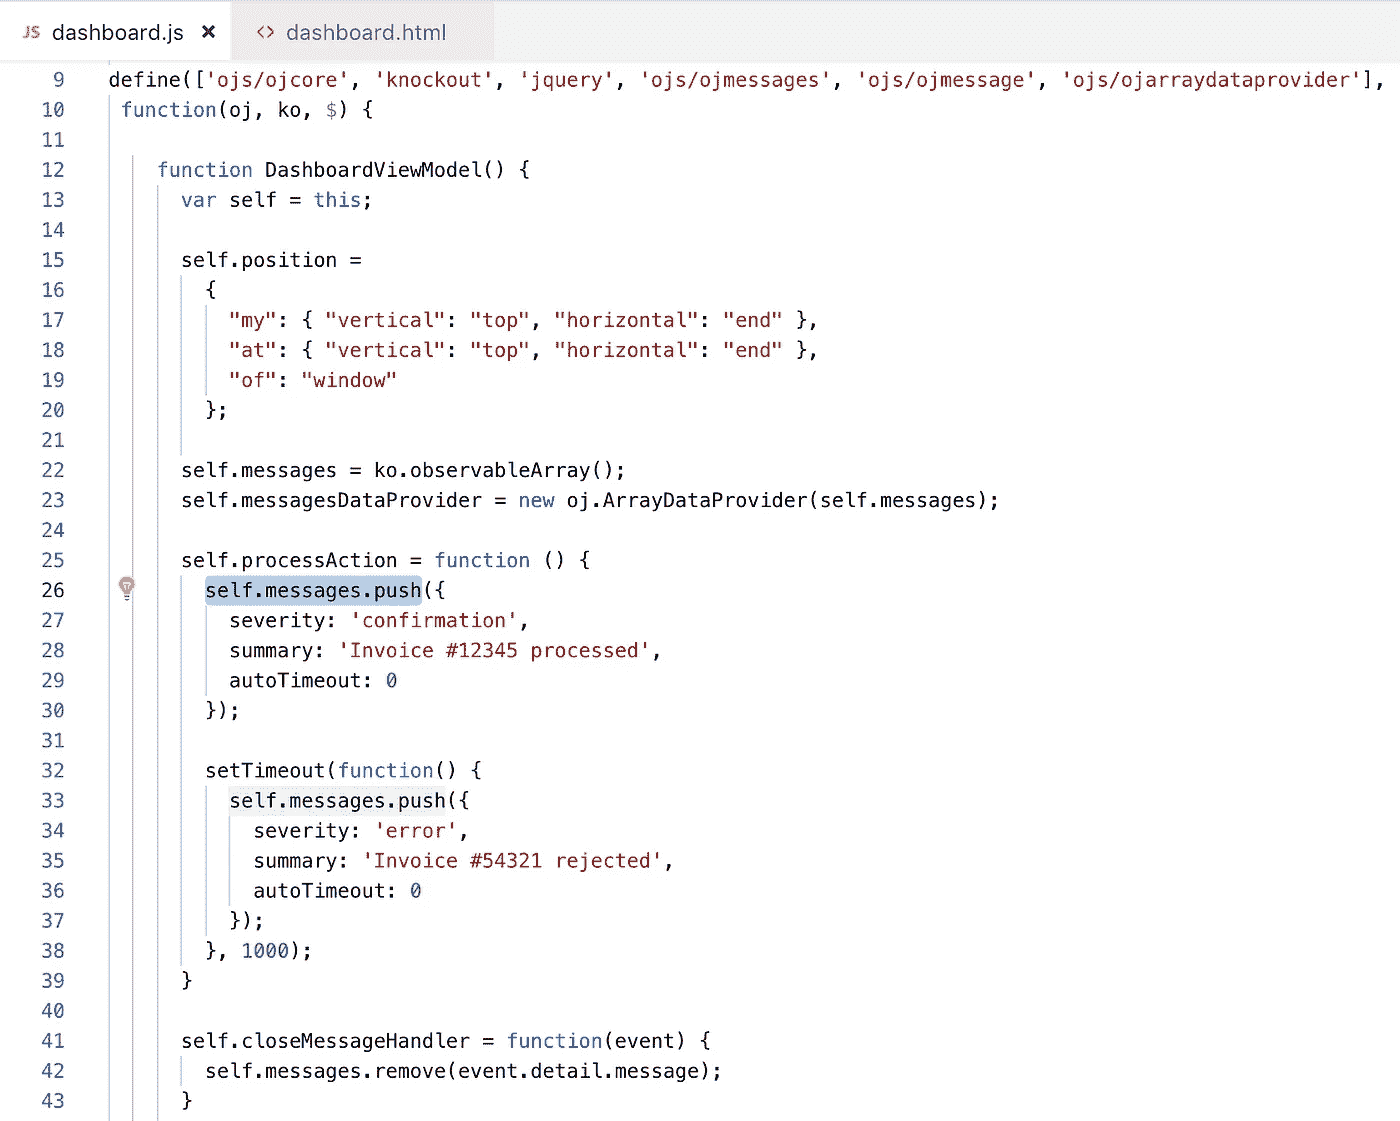 JS dashboard.js × <> dashboard.html
9 define(['ojs/ojcore', 'knockout', 'jquery', 'ojs/ojmessages', 'ojs/ojmessage', 'ojs/ojarraydataprovider'],
10 function(oj, ko, $) {
11
12 function DashboardViewModel() {
13 var self = this;
14
15 self.position =
16 {
17 "my": { "vertical": "top", "horizontal": "end" },
18 "at": { "vertical": "top", "horizontal": "end" },
19 "of": "window"
20 };
21
22 self.messages = ko.observableArray();
23 self.messagesDataProvider = new oj.ArrayDataProvider(self.messages);
24
25 self.processAction = function () {
26 self.messages.push({
27 severity: 'confirmation',
28 summary: 'Invoice #12345 processed',
29 autoTimeout: 0
30 });
31
32 setTimeout(function() {
33 self.messages.push({
34 severity: 'error',
35 summary: 'Invoice #54321 rejected',
36 autoTimeout: 0
37 });
38 }, 1000);
39 }
40
41 self.closeMessageHandler = function(event) {
42 self.messages.remove(event.detail.message);
43 }